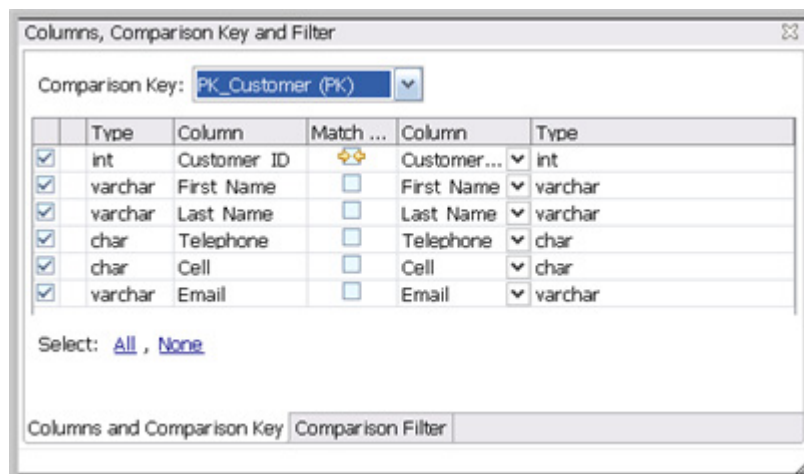 Columns, Comparison Key and Filter
Comparison Key: PK_Customer (PK)
Type Column Match ... Column Type
int Customer ID Customer... int
varchar First Name First Name varchar
varchar Last Name Last Name varchar
char Telephone Telephone char
char Cell Cell char
varchar Email Email varchar
Select: All , None
Columns and Comparison Key Comparison Filter